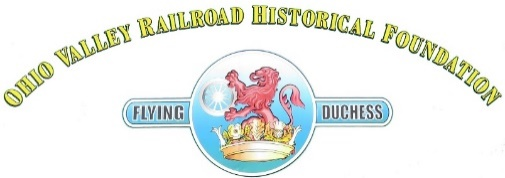 OHIO VALLEY RAILROAD HISTORICAL FOUNDATION
FLYING DUCHESS